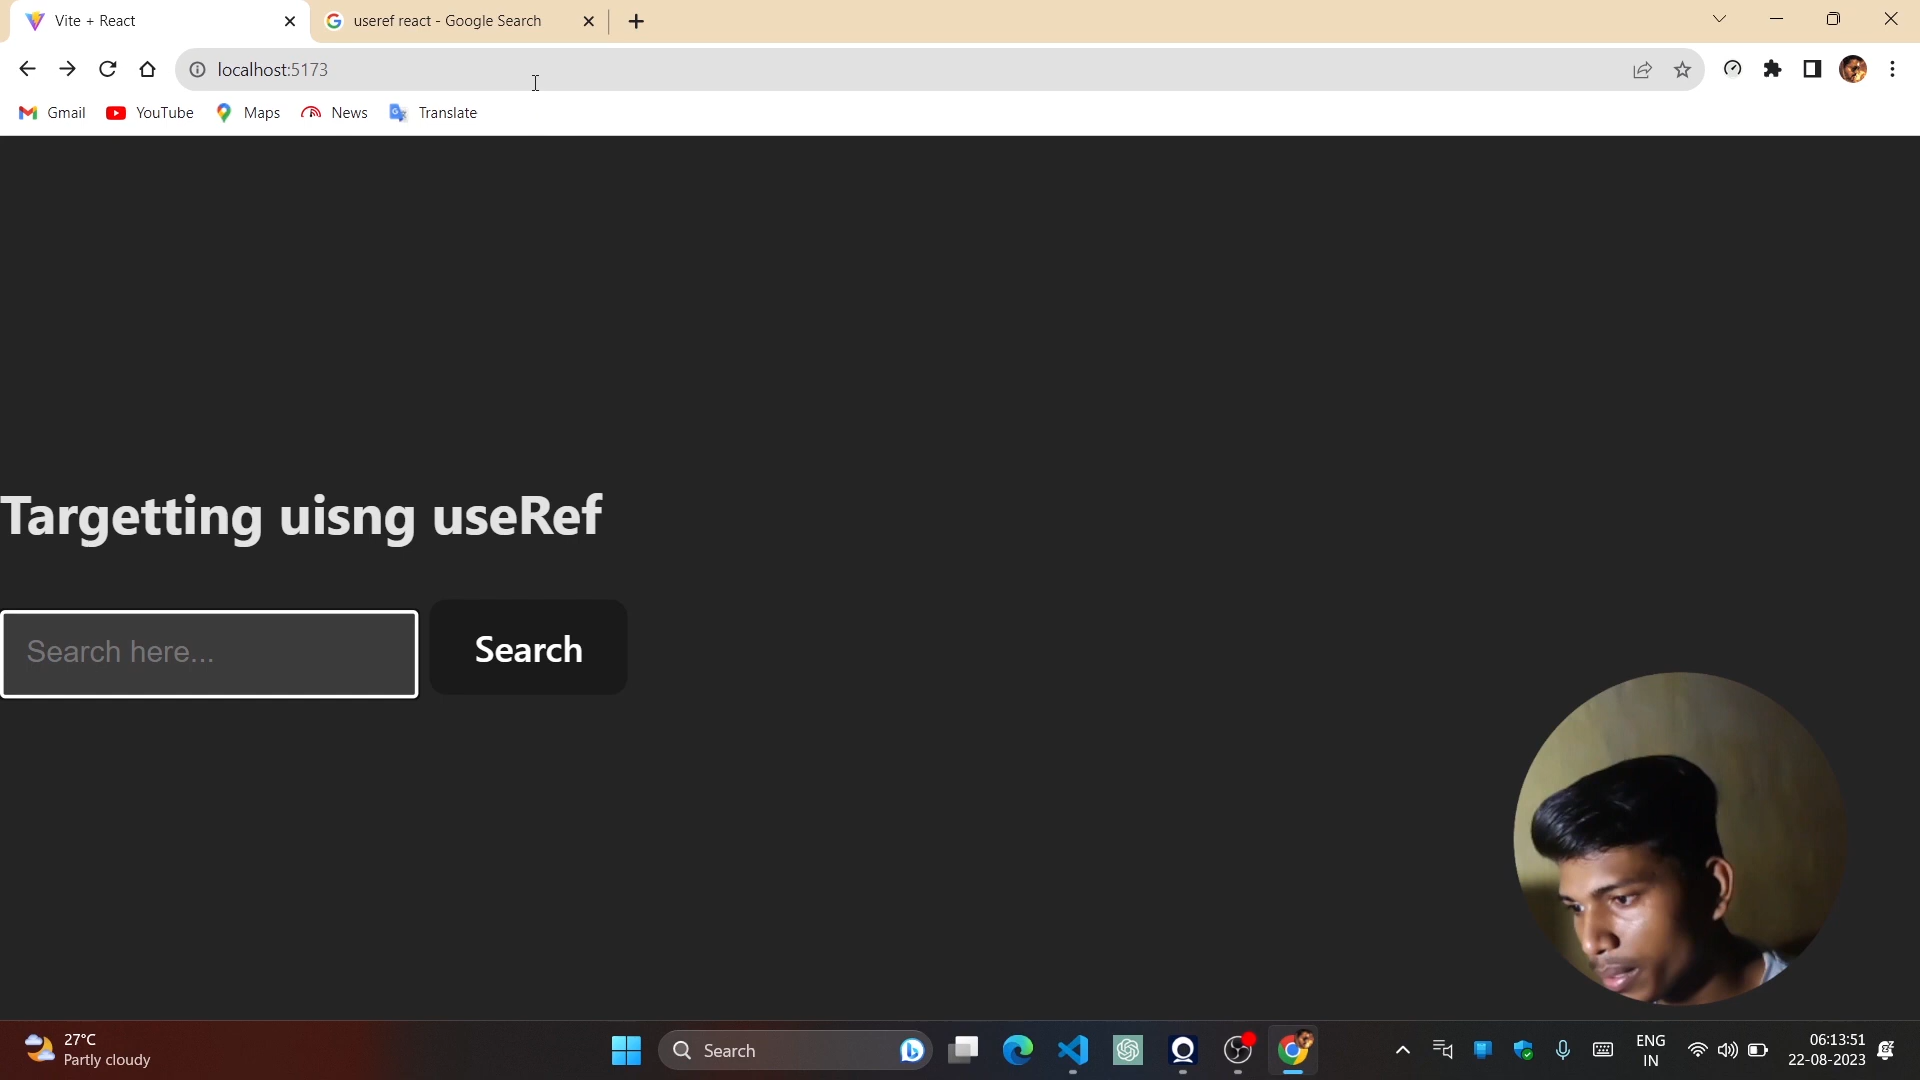 Vite + React
useref react - Google Search
localhost:5173
Gmail
YouTube
Maps
News
Translate
Targetting uisng useRef
Search here...
Search
27°C
Partly cloudy
Search
ENG
IN
06:13:51
22-08-2023